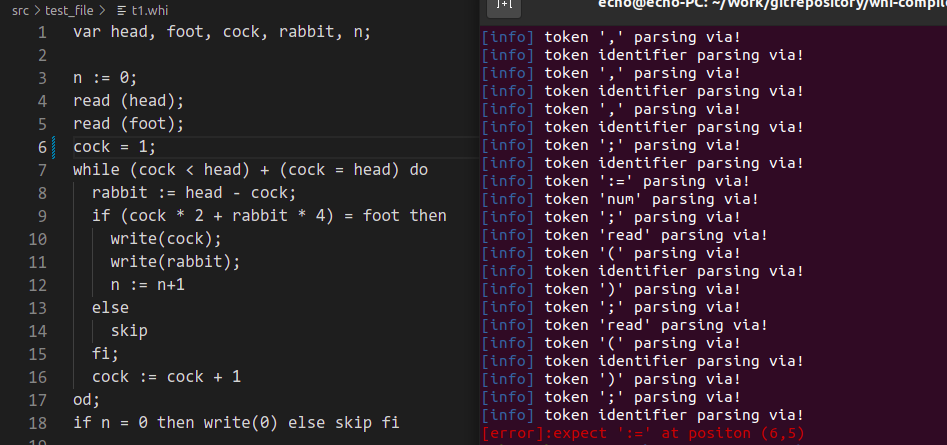 src > test_file > t1.whi
1 var head, foot, cock, rabbit, n;
2
3 n := 0;
4 read (head);
5 read (foot);
6 cock = 1;
7 while (cock < head) + (cock = head) do
8 rabbit := head - cock;
9 if (cock * 2 + rabbit * 4) = foot then
10 write(cock);
11 write(rabbit);
12 n := n+1
13 else
14 skip
15 fi;
16 cock := cock + 1
17 od;
18 if n = 0 then write(0) else skip fi
echo@echo-PC: ~/Work/gitrepository/whi-compile
[info] token ',' parsing via!
[info] token identifier parsing via!
[info] token ',' parsing via!
[info] token identifier parsing via!
[info] token ',' parsing via!
[info] token identifier parsing via!
[info] token ';' parsing via!
[info] token identifier parsing via!
[info] token ':=' parsing via!
[info] token 'num' parsing via!
[info] token ';' parsing via!
[info] token 'read' parsing via!
[info] token '(' parsing via!
[info] token identifier parsing via!
[info] token ')' parsing via!
[info] token ';' parsing via!
[info] token 'read' parsing via!
[info] token '(' parsing via!
[info] token identifier parsing via!
[info] token ')' parsing via!
[info] token ';' parsing via!
[info] token identifier parsing via!
[error]:expect ':=' at positon (6,5)